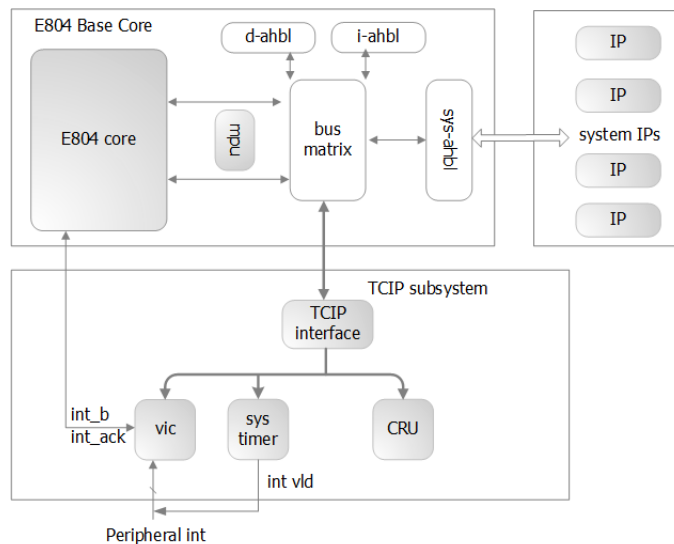 E804 Base Core
d-ahbl
i-ahbl
IP
IP
E804 core
mpu
bus
matrix
sys-ahbl
system IPs
IP
IP
TCIP subsystem
TCIP
interface
int_b
int_ack
vic
sys
timer
CRU
int vld
Peripheral int